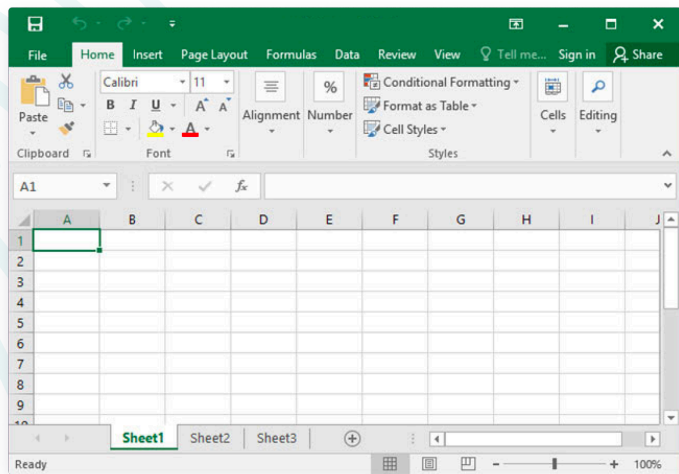 File Home Insert Page Layout Formulas Data Review View Tell me... Sign in Share
Paste
Calibri 11
B I U A A
A
Alignment
%
Number
Conditional Formatting
Format as Table
Cell Styles
Cells
Editing
Clipboard Font Styles
A1 fx
A B C D E F G H I J
1
2
3
4
5
6
7
8
9
10
Sheet1 Sheet2 Sheet3
Ready 100%